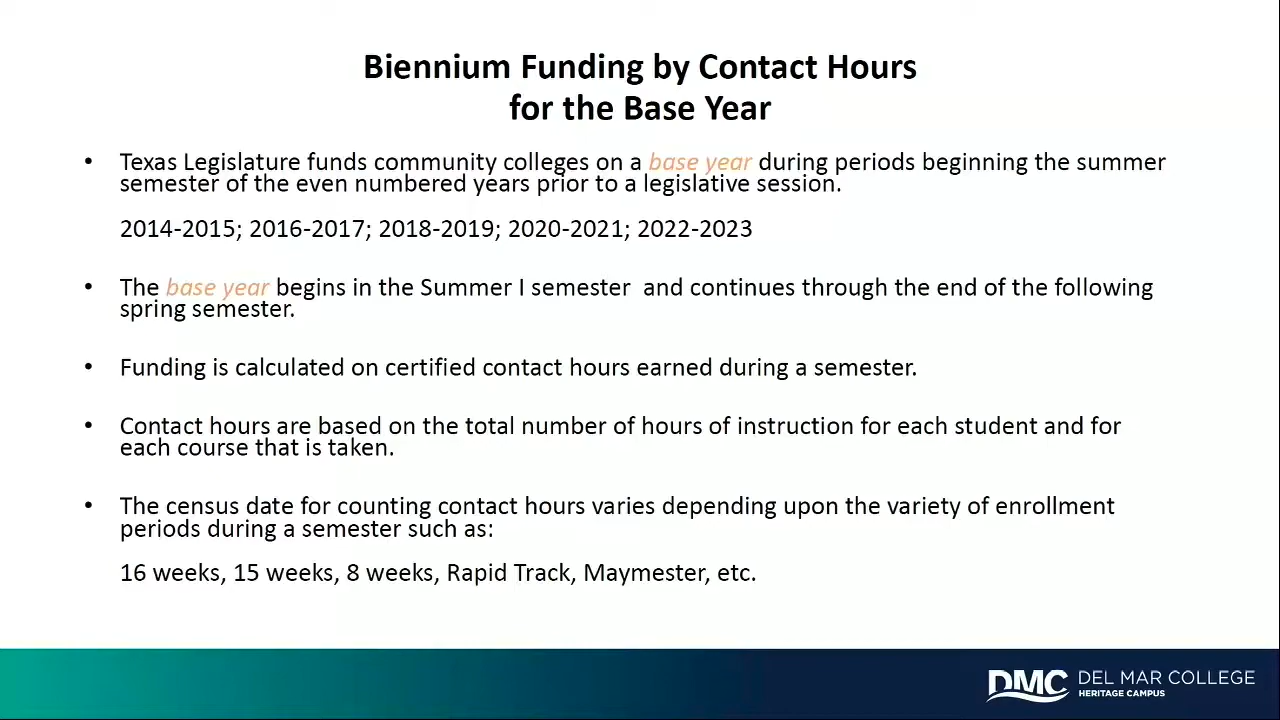 Biennium Funding by Contact Hours
for the Base Year
• Texas Legislature funds community colleges on a base year during periods beginning the summer
semester of the even numbered years prior to a legislative session.
2014-2015; 2016-2017; 2018-2019; 2020-2021; 2022-2023
• The base year begins in the Summer I semester  and continues through the end of the following
spring semester.
• Funding is calculated on certified contact hours earned during a semester.
• Contact hours are based on the total number of hours of instruction for each student and for
each course that is taken.
• The census date for counting contact hours varies depending upon the variety of enrollment
periods during a semester such as:
16 weeks, 15 weeks, 8 weeks, Rapid Track, Maymester, etc.
DMC DEL MAR COLLEGE
HERITAGE CAMPUS